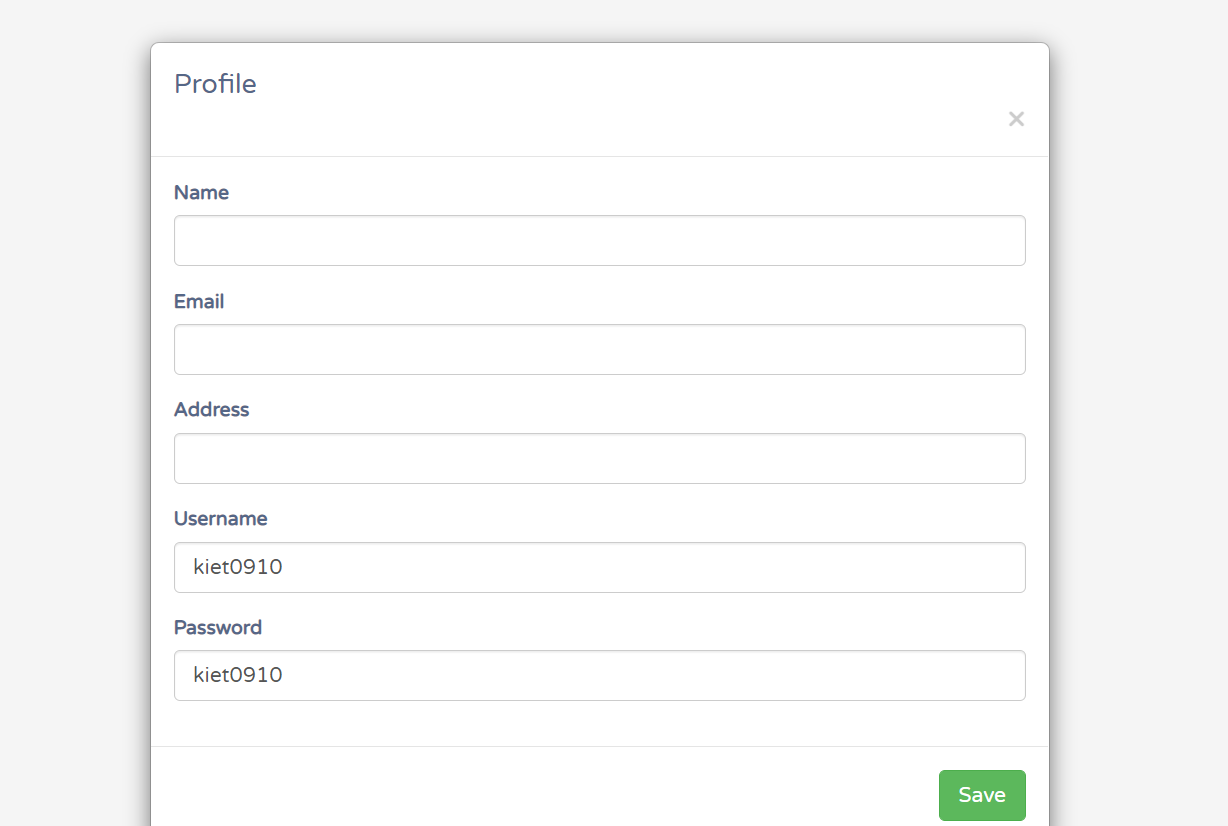 Profile
×
Name
Email
Address
Username
kiet0910
Password
kiet0910
Save